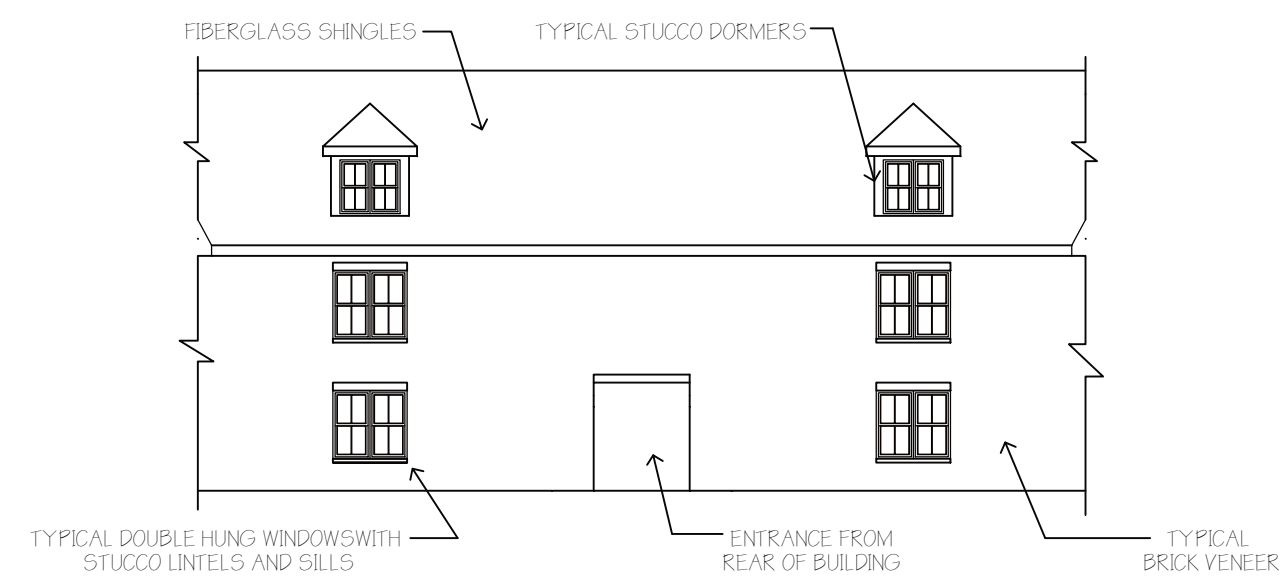 FIBERGLASS SHINGLES
TYPICAL STUCCO DORMERS
TYPICAL DOUBLE HUNG WINDOWSWITH
STUCCO LINTELS AND SILLS
ENTRANCE FROM
REAR OF BUILDING
TYPICAL
BRICK VENEER